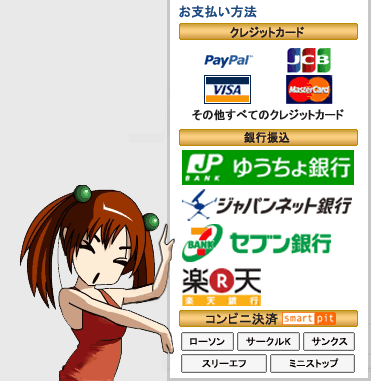 お支払い方法
クレジットカード
PayPal JCB
VISA MasterCard
その他すべてのクレジットカード
銀行振込
JP BANK ゆうちょ銀行
ジャパンネット銀行
7 BANK セブン銀行
楽R天
楽天銀行
コンビニ決済 smart pit
ローソン サークルK サンクス
スリーエフ ミニストップ